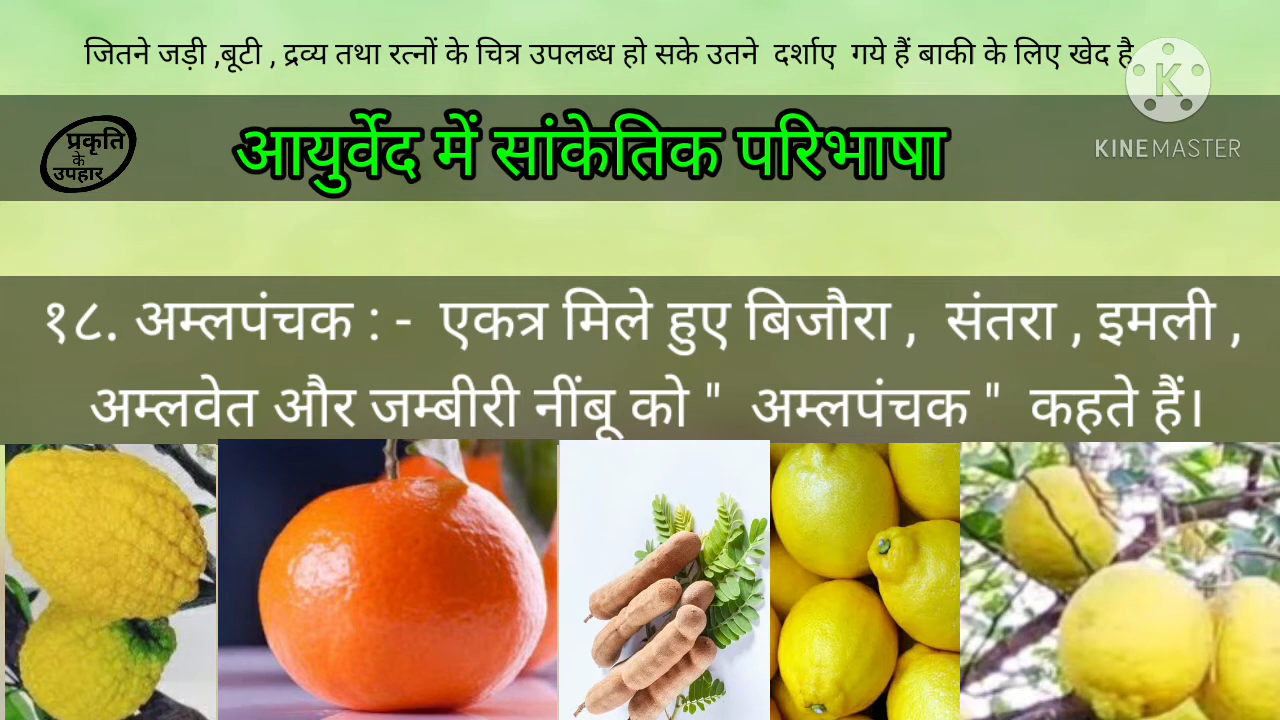 जितने जड़ी ,बूटी , द्रव्य तथा रत्नों के चित्र उपलब्ध हो सके उतने दर्शाए गये हैं बाकी के लिए खेद है
K
KINEMASTER
प्रकृति
के
उपहार
आयुर्वेद में सांकेतिक परिभाषा
१८. अम्लपंचक : - एकत्र मिले हुए बिजौरा , संतरा , इमली ,
अम्लवेत और जम्बीरी नींबू को " अम्लपंचक " कहते हैं।